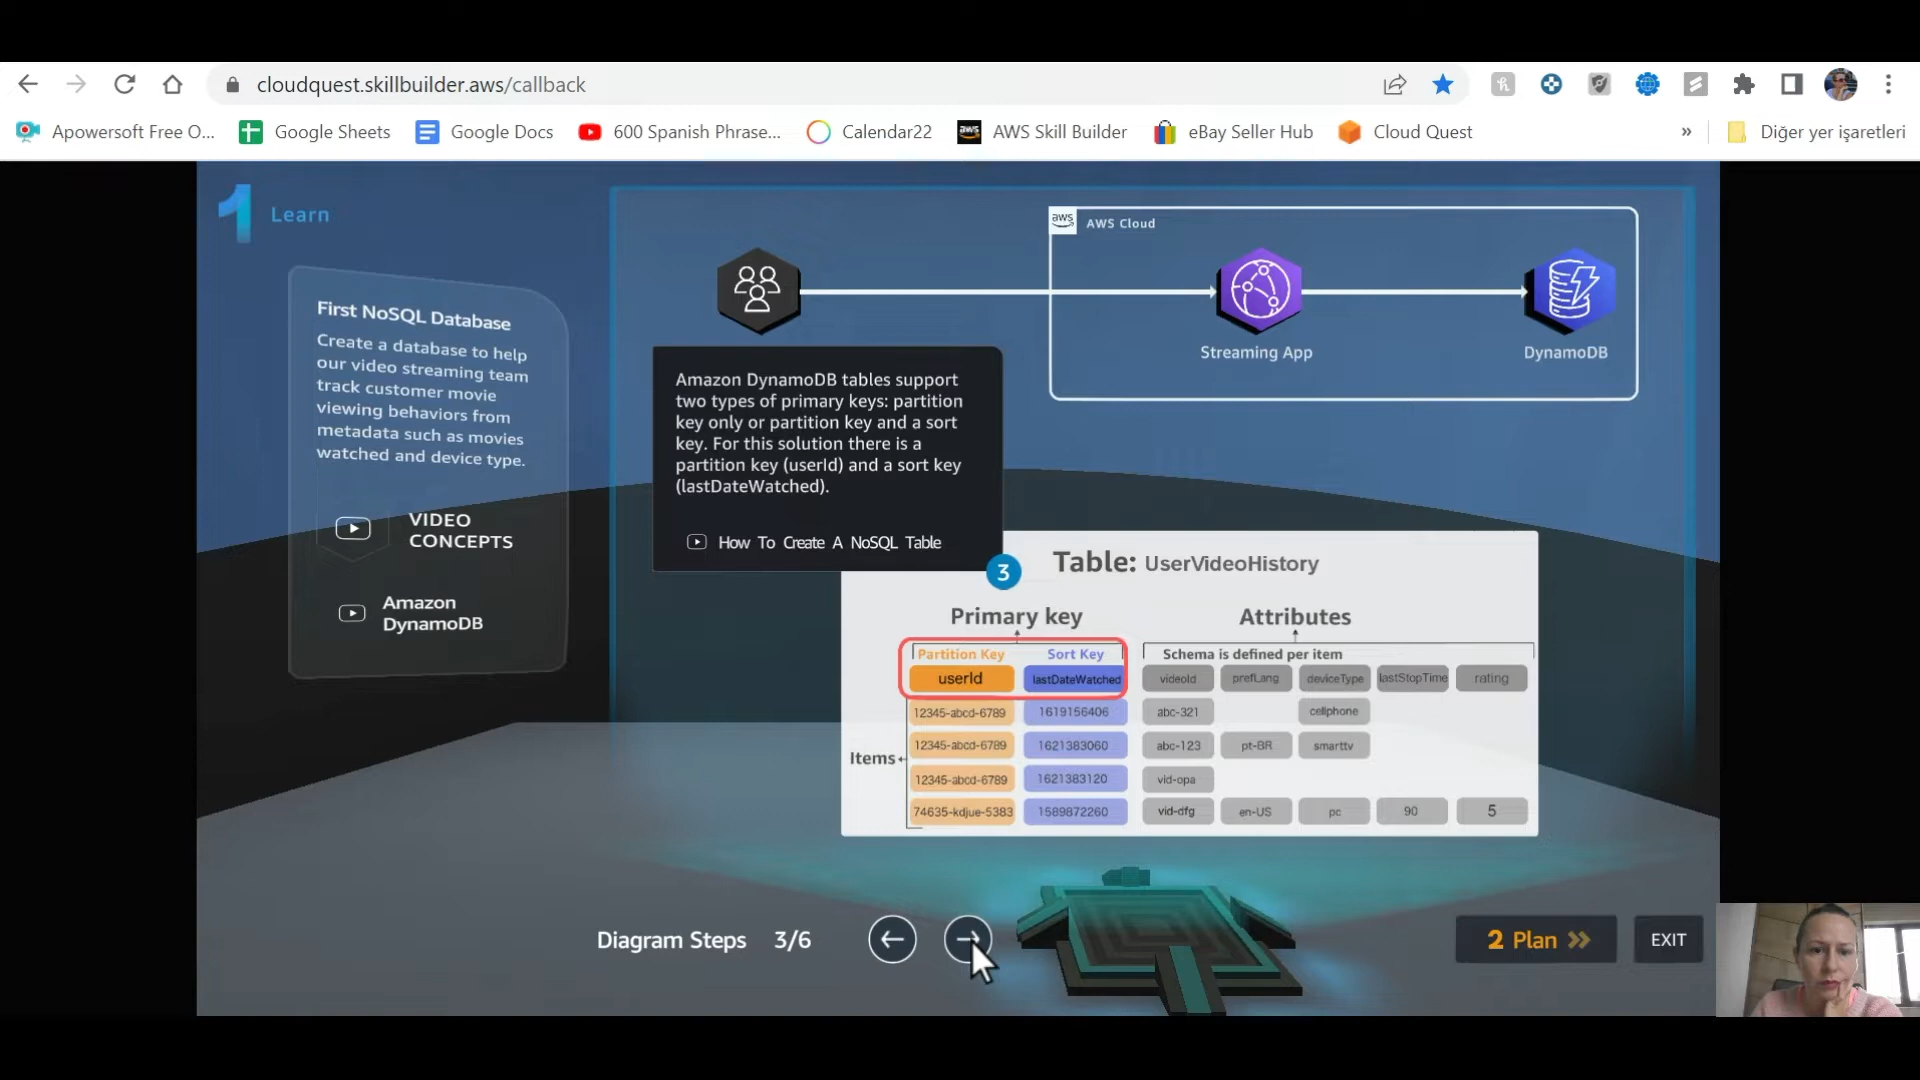 cloudquest.skillbuilder.aws/callback
Apowersoft Free O...
Google Sheets
Google Docs
600 Spanish Phrase...
Calendar22
aws
AWS Skill Builder
eBay Seller Hub
Cloud Quest
»
Diğer yer işaretleri
1 Learn
First NoSQL Database
Create a database to help
our video streaming team
track customer movie
viewing behaviors from
metadata such as movies
watched and device type.
VIDEO
CONCEPTS
Amazon
DynamoDB
aws
AWS Cloud
Streaming App
DynamoDB
Amazon DynamoDB tables support
two types of primary keys: partition
key only or partition key and a sort
key. For this solution there is a
partition key (userId) and a sort key
(lastDateWatched).
How To Create A NoSQL Table
3
Table: UserVideoHistory
Primary key
Attributes
Partition Key Sort Key Schema is defined per item
userId lastDateWatched videoId prefLang deviceType lastStopTime rating
Items
12345-abcd-6789 1619156406 abc-321 cellphone
12345-abcd-6789 1621383060 abc-123 pt-BR smarttv
12345-abcd-6789 1621383120 vid-opa
74635-kdjue-5383 1589872260 vid-dfg en-US pc 90 5
Diagram Steps 3/6
2 Plan
EXIT